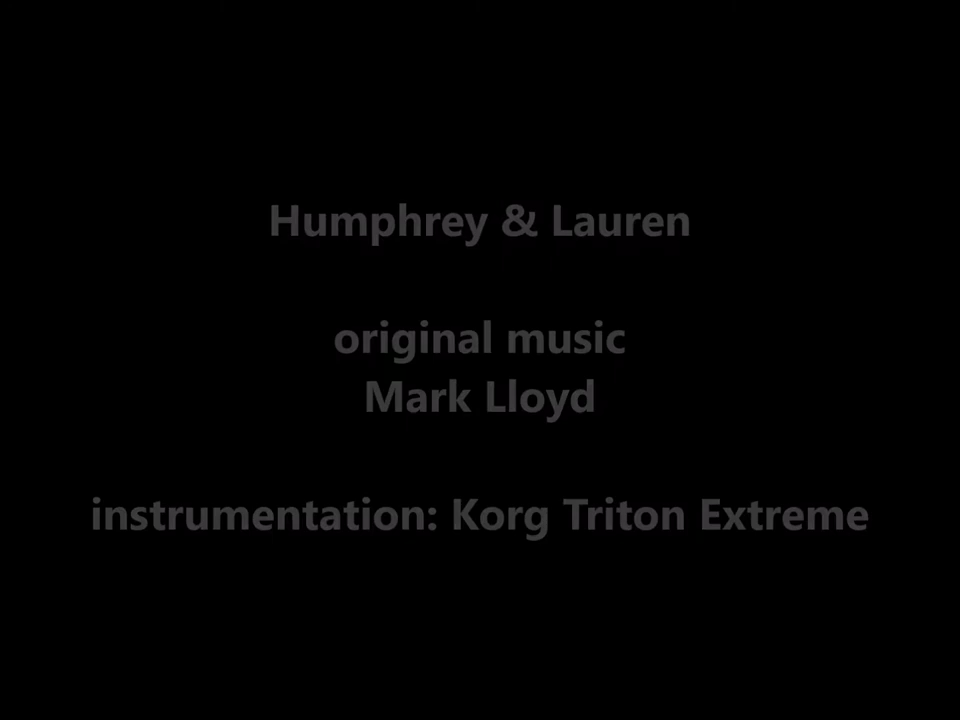 Humphrey & Lauren
original music
Mark Lloyd
instrumentation: Korg Triton Extreme